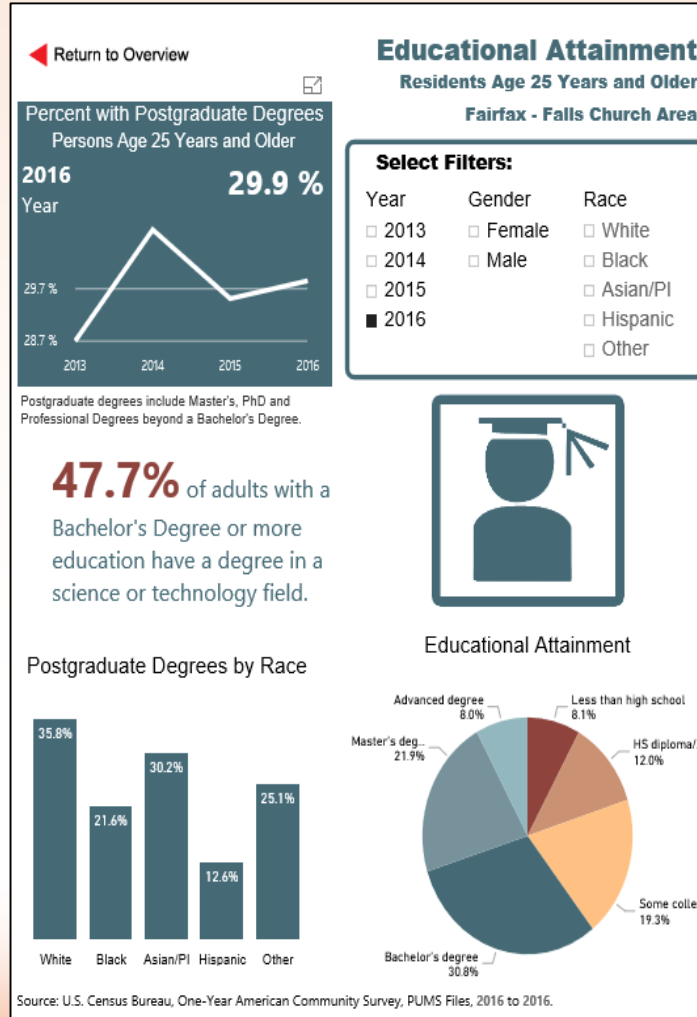 Return to Overview
Educational Attainment
Residents Age 25 Years and Older
Fairfax - Falls Church Area
Percent with Postgraduate Degrees
Persons Age 25 Years and Older
2016
Year
29.9 %
29.7 %
28.7 %
2013 2014 2015 2016
Postgraduate degrees include Master's, PhD and
Professional Degrees beyond a Bachelor's Degree.
Select Filters:
Year Gender Race
2013 Female White
2014 Male Black
2015 Asian/PI
2016 Hispanic
Other
47.7% of adults with a
Bachelor's Degree or more
education have a degree in a
science or technology field.
Postgraduate Degrees by Race
35.8%
21.6%
30.2%
12.6%
25.1%
White Black Asian/PI Hispanic Other
Educational Attainment
Advanced degree
8.0%
Less than high school
8.1%
Master's deg...
21.9%
HS diploma/
12.0%
Some colle
19.3%
Bachelor's degree
30.8%
Source: U.S. Census Bureau, One-Year American Community Survey, PUMS Files, 2016 to 2016.